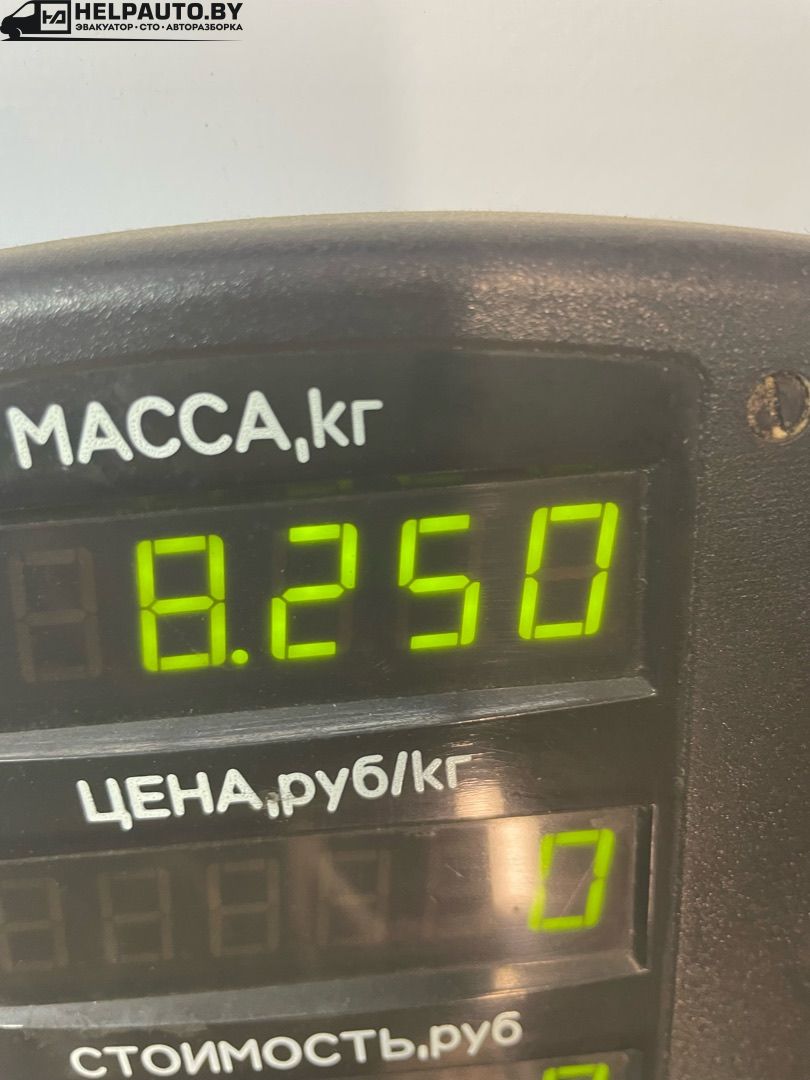 HELPAUTO.BY
ЭВАКУАТОР • СТО • АВТОРАЗБОРКА
МАССА,кг
8.250
ЦЕНА,руб/кг
0
СТОИМОСТЬ,руб